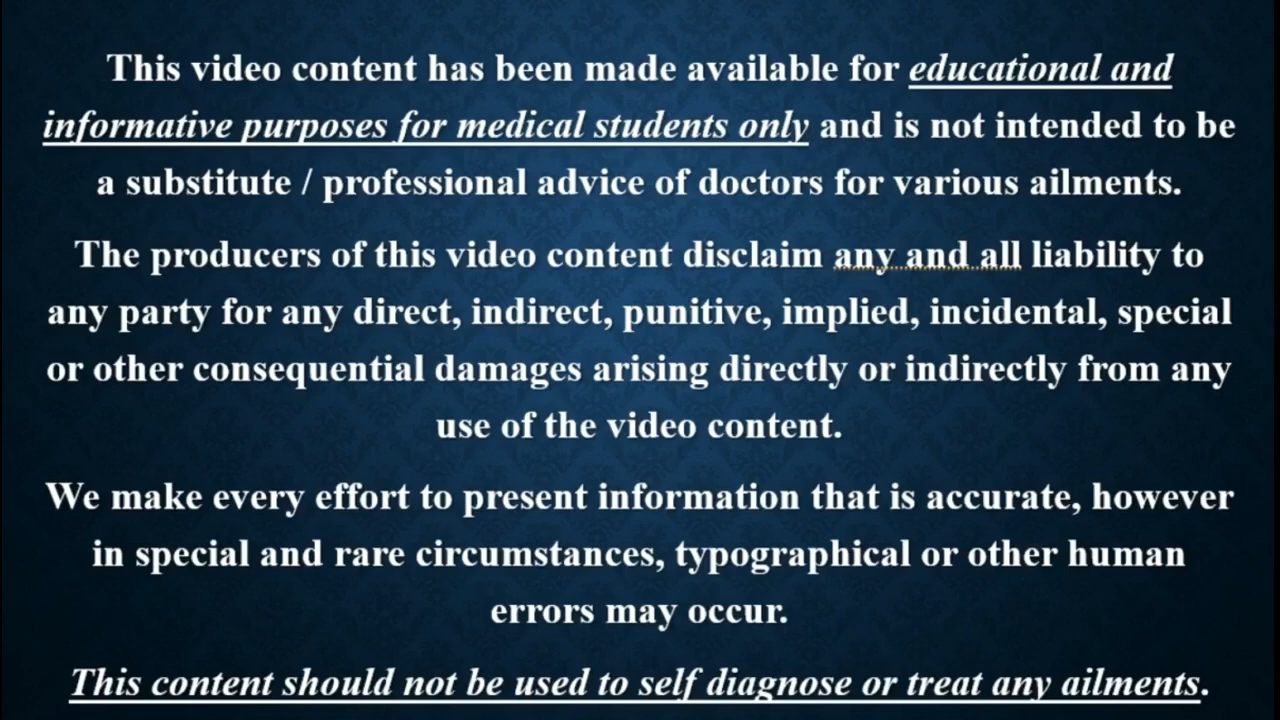 This video content has been made available for educational and
informative purposes for medical students only and is not intended to be
a substitute / professional advice of doctors for various ailments.
The producers of this video content disclaim any and all liability to
any party for any direct, indirect, punitive, implied, incidental, special
or other consequential damages arising directly or indirectly from any
use of the video content.
We make every effort to present information that is accurate, however
in special and rare circumstances, typographical or other human
errors may occur.
This content should not be used to self diagnose or treat any ailments.